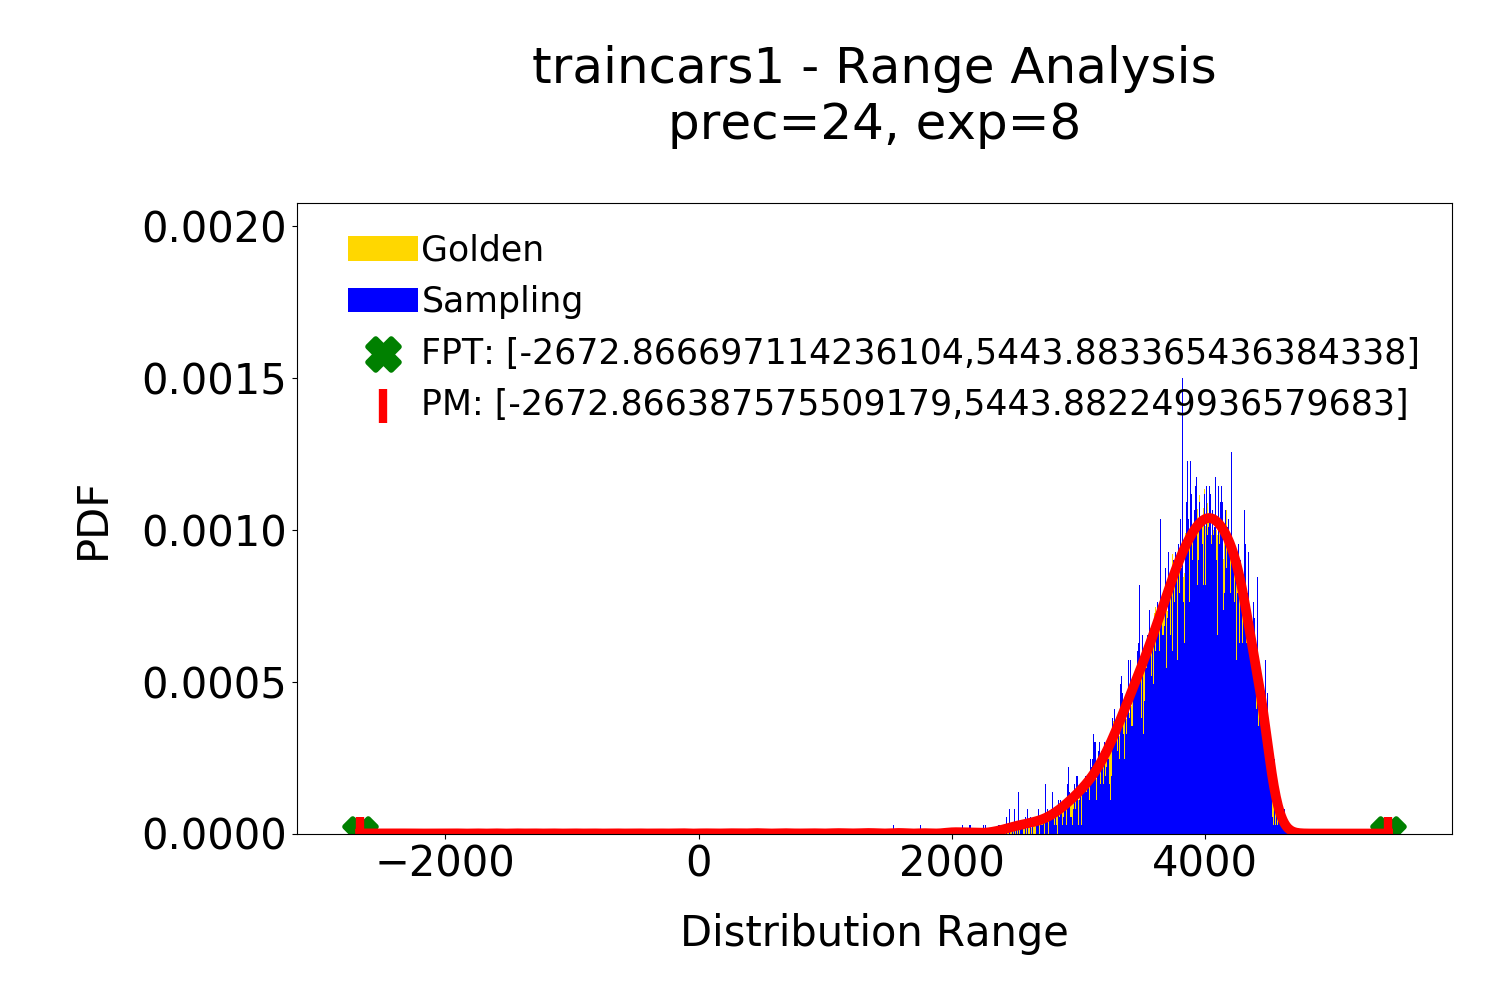 traincars1 - Range Analysis
prec=24, exp=8
0.0020
0.0015
0.0010
0.0005
0.0000
PDF
Golden
Sampling
FPT: [-2672.866697114236104,5443.883365436384338]
PM: [-2672.866387575509179,5443.882249936579683]
−2000
0
2000
4000
Distribution Range